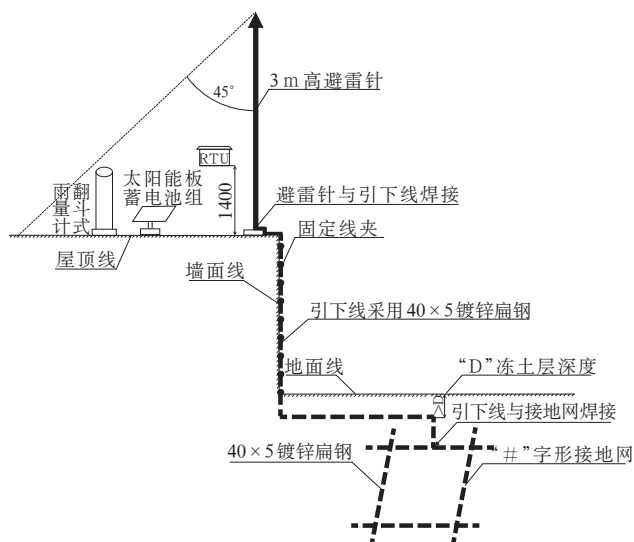 3 m高避雷针
45°
RTU
太阳能板
蓄电池组
翻斗式
雨量计
1400
避雷针与引下线焊接
固定线夹
屋顶线
墙面线
引下线采用40×5镀锌扁钢
地面线
“D”冻土层深度
D
引下线与接地网焊接
40×5镀锌扁钢
“#”字形接地网